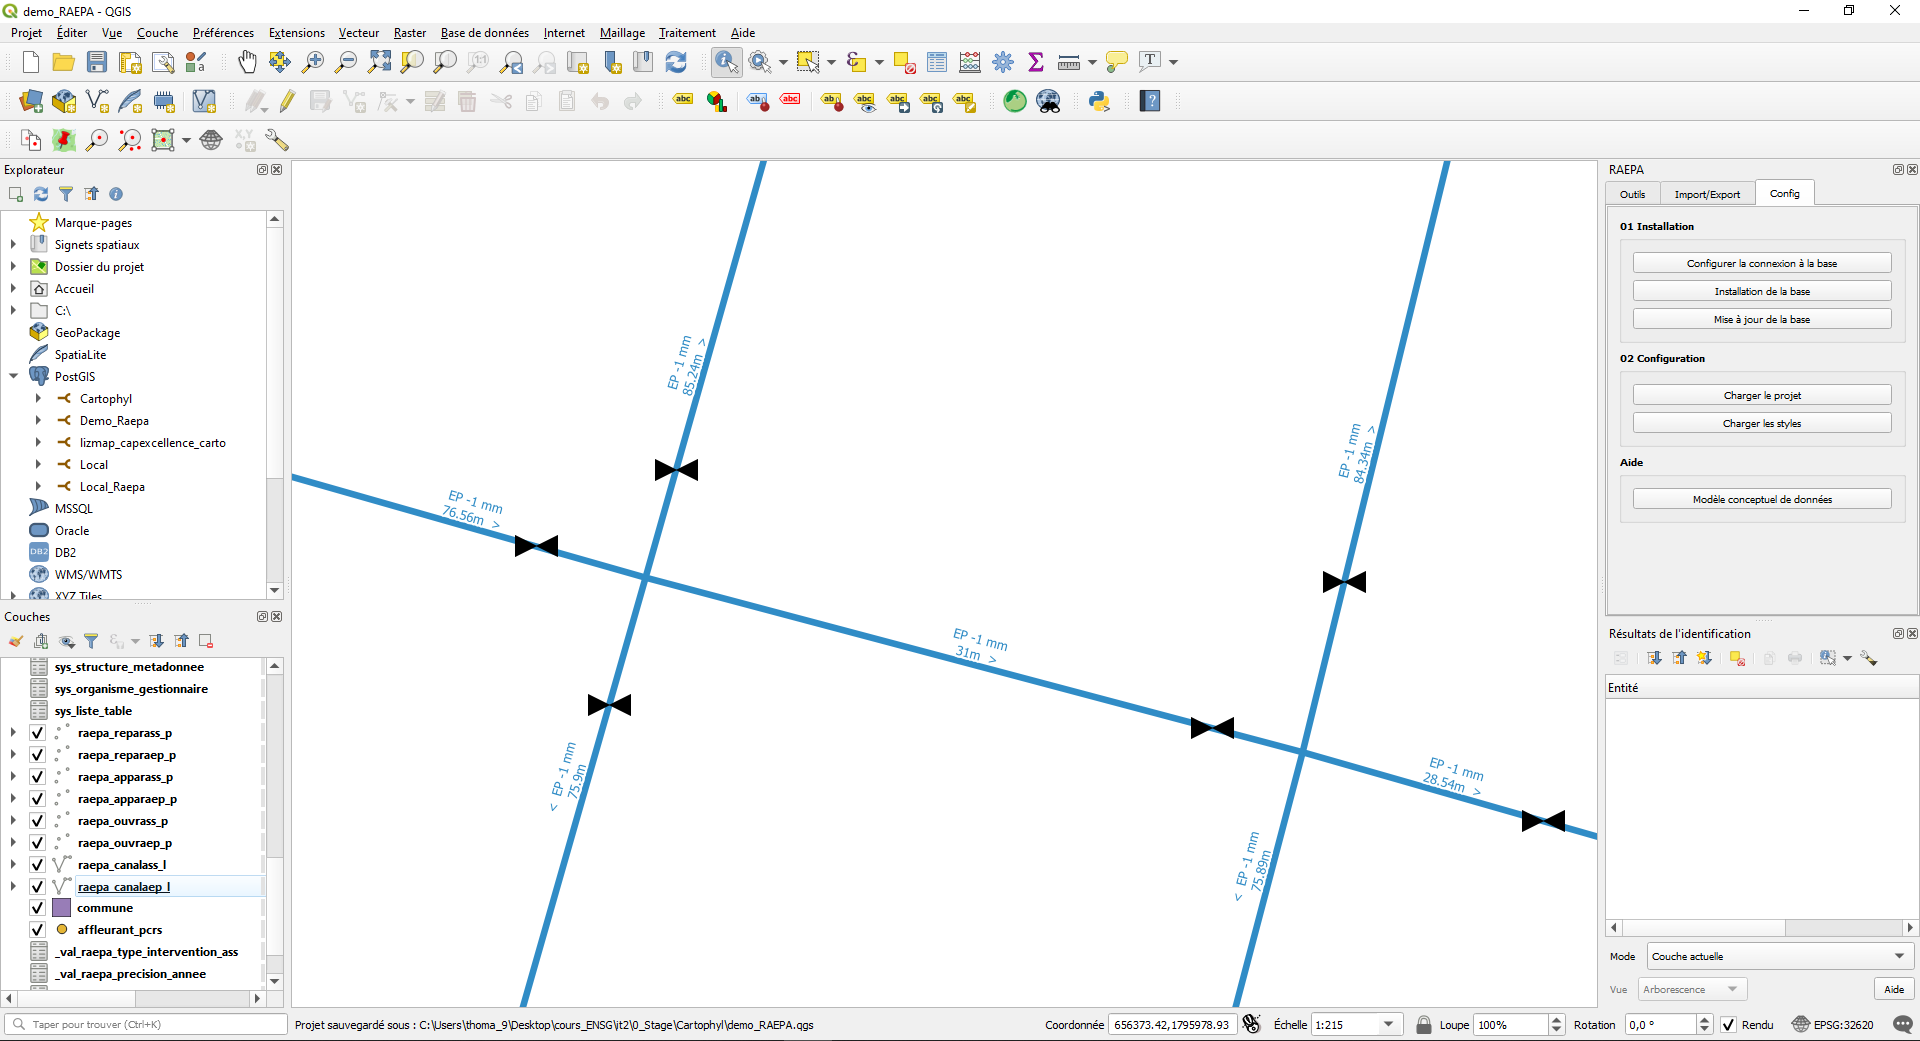 demo_RAEPA - QGIS
Projet Éditer Vue Couche Préférences Extensions Vecteur Raster Base de données Internet Maillage Traitement Aide
Explorateur
Marque-pages
Signets spatiaux
Dossier du projet
Accueil
C:\
GeoPackage
SpatiaLite
PostGIS
Cartophyl
Demo_Raepa
lizmap_capexcellence_carto
Local
Local_Raepa
MSSQL
Oracle
DB2
WMS/WMTS
XYZ Tiles
Couches
sys_structure_metadonnee
sys_organisme_gestionnaire
sys_liste_table
raepa_reparass_p
raepa_reparaep_p
raepa_apparass_p
raepa_apparaep_p
raepa_ouvrass_p
raepa_ouvraep_p
raepa_canalass_l
raepa_canalaep_l
commune
affleurant_pcrs
_val_raepa_type_intervention_ass
_val_raepa_precision_annee
EP -1 mm
85.24m >
EP -1 mm
84.34m >
EP -1 mm
76.56m >
EP -1 mm
31m >
< EP -1 mm
75.9m
EP -1 mm
28.54m >
< EP -1 mm
75.89m
RAEPA
Outils Import/Export Config
01 Installation
Configurer la connexion à la base
Installation de la base
Mise à jour de la base
02 Configuration
Charger le projet
Charger les styles
Aide
Modèle conceptuel de données
Résultats de l'identification
Entité
Mode Couche actuelle
Vue Arborescence Aide
Taper pour trouver (Ctrl+K) Projet sauvegardé sous : C:\Users\thoma_9\Desktop\cours_ENSG\it2\0_Stage\Cartophyl\demo_RAEPA.qgs Coordonnée 656373.42,1795978.93 Échelle 1:215 Loupe 100% Rotation 0,0 ° Rendu EPSG:32620